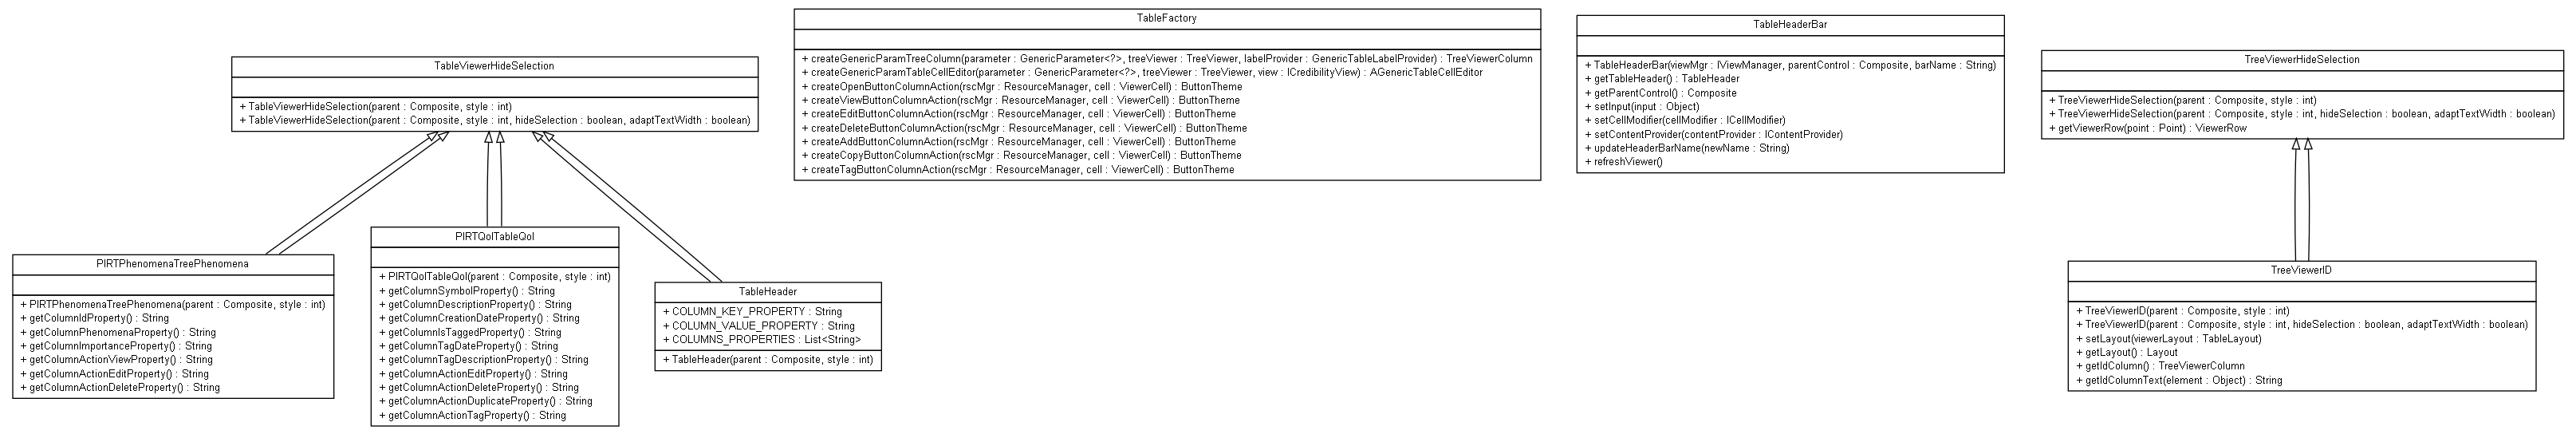 TableViewerHideSelection
+ TableViewerHideSelection(parent : Composite, style : int)
+ TableViewerHideSelection(parent : Composite, style : int, hideSelection : boolean, adaptTextWidth : boolean)
TableFactory
+ createGenericParamTreeColumn(parameter : GenericParameter<?>, treeViewer : TreeViewer, labelProvider : GenericTableLabelProvider) : TreeViewerColumn
+ createGenericParamTableCellEditor(parameter : GenericParameter<?>, treeViewer : TreeViewer, view : ICredibilityView) : AGenericTableCellEditor
+ createOpenButtonColumnAction(rscMgr : ResourceManager, cell : ViewerCell) : ButtonTheme
+ createViewButtonColumnAction(rscMgr : ResourceManager, cell : ViewerCell) : ButtonTheme
+ createEditButtonColumnAction(rscMgr : ResourceManager, cell : ViewerCell) : ButtonTheme
+ createDeleteButtonColumnAction(rscMgr : ResourceManager, cell : ViewerCell) : ButtonTheme
+ createAddButtonColumnAction(rscMgr : ResourceManager, cell : ViewerCell) : ButtonTheme
+ createCopyButtonColumnAction(rscMgr : ResourceManager, cell : ViewerCell) : ButtonTheme
+ createTagButtonColumnAction(rscMgr : ResourceManager, cell : ViewerCell) : ButtonTheme
TableHeaderBar
+ TableHeaderBar(viewMgr : IViewManager, parentControl : Composite, barName : String)
+ getTableHeader() : TableHeader
+ getParentControl() : Composite
+ setInput(input : Object)
+ setCellModifier(cellModifier : ICellModifier)
+ setContentProvider(contentProvider : IContentProvider)
+ updateHeaderBarName(newName : String)
+ refreshViewer()
TreeViewerHideSelection
+ TreeViewerHideSelection(parent : Composite, style : int)
+ TreeViewerHideSelection(parent : Composite, style : int, hideSelection : boolean, adaptTextWidth : boolean)
+ getViewerRow(point : Point) : ViewerRow
PIRTPhenomenaTreePhenomena
+ PIRTPhenomenaTreePhenomena(parent : Composite, style : int)
+ getColumnIdProperty() : String
+ getColumnPhenomenaProperty() : String
+ getColumnImportanceProperty() : String
+ getColumnActionViewProperty() : String
+ getColumnActionEditProperty() : String
+ getColumnActionDeleteProperty() : String
PIRTQoITableQoI
+ PIRTQoITableQoI(parent : Composite, style : int)
+ getColumnSymbolProperty() : String
+ getColumnDescriptionProperty() : String
+ getColumnCreationDateProperty() : String
+ getColumnIsTaggedProperty() : String
+ getColumnTagDateProperty() : String
+ getColumnTagDescriptionProperty() : String
+ getColumnActionEditProperty() : String
+ getColumnActionDeleteProperty() : String
+ getColumnActionDuplicateProperty() : String
+ getColumnActionTagProperty() : String
TableHeader
+ COLUMN_KEY_PROPERTY : String
+ COLUMN_VALUE_PROPERTY : String
+ COLUMNS_PROPERTIES : List<String>
+ TableHeader(parent : Composite, style : int)
TreeViewerID
+ TreeViewerID(parent : Composite, style : int)
+ TreeViewerID(parent : Composite, style : int, hideSelection : boolean, adaptTextWidth : boolean)
+ setLayout(viewerLayout : TableLayout)
+ getLayout() : Layout
+ getIdColumn() : TreeViewerColumn
+ getIdColumnText(element : Object) : String